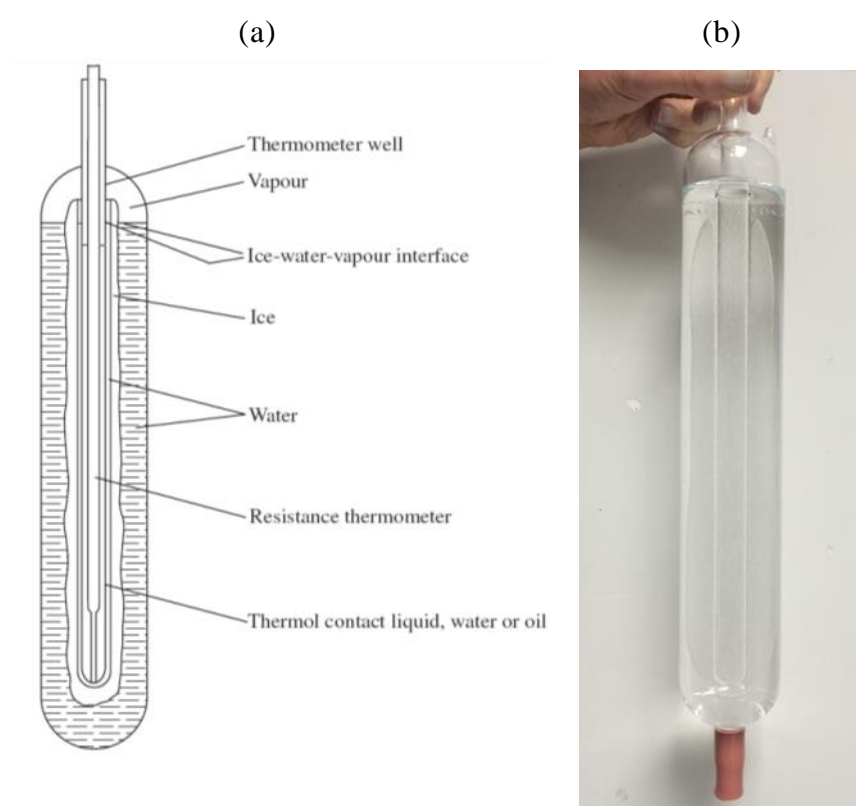 (a)
(b)
Thermometer well
Vapour
Ice-water-vapour interface
Ice
Water
Resistance thermometer
Thermol contact liquid, water or oil